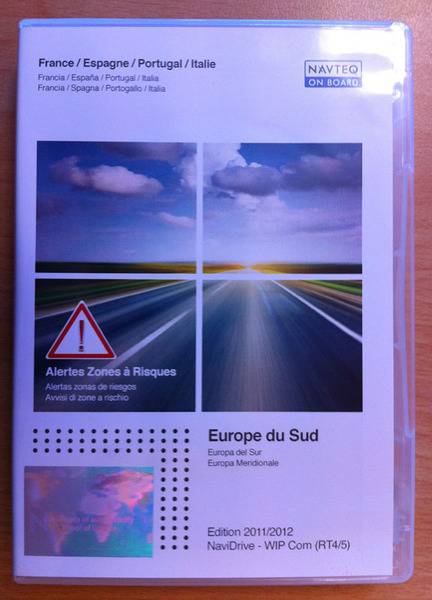 France / Espagne / Portugal / Italie
Francia / España / Portugal / Italia
Francia / Spagna / Portogallo / Italia
NAVTEQ
ON BOARD
!
Alertes Zones à Risques
Alertas zonas de riesgos
Avvisi di zone a rischio
Europe du Sud
Europa del Sur
Europa Meridionale
Edition 2011/2012
NaviDrive - WIP Com (RT4/5)